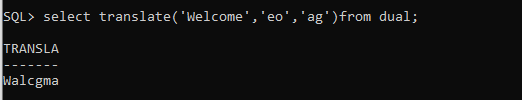 SQL> select translate('Welcome','eo','ag')from dual;
TRANSLA
-------
Walcgma